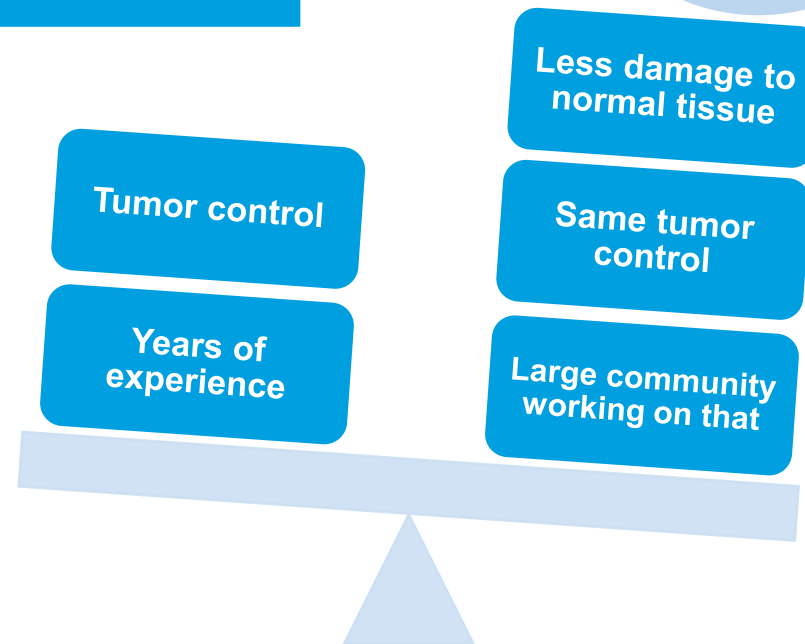 Tumor control
Years of
experience
Less damage to
normal tissue
Same tumor
control
Large community
working on that